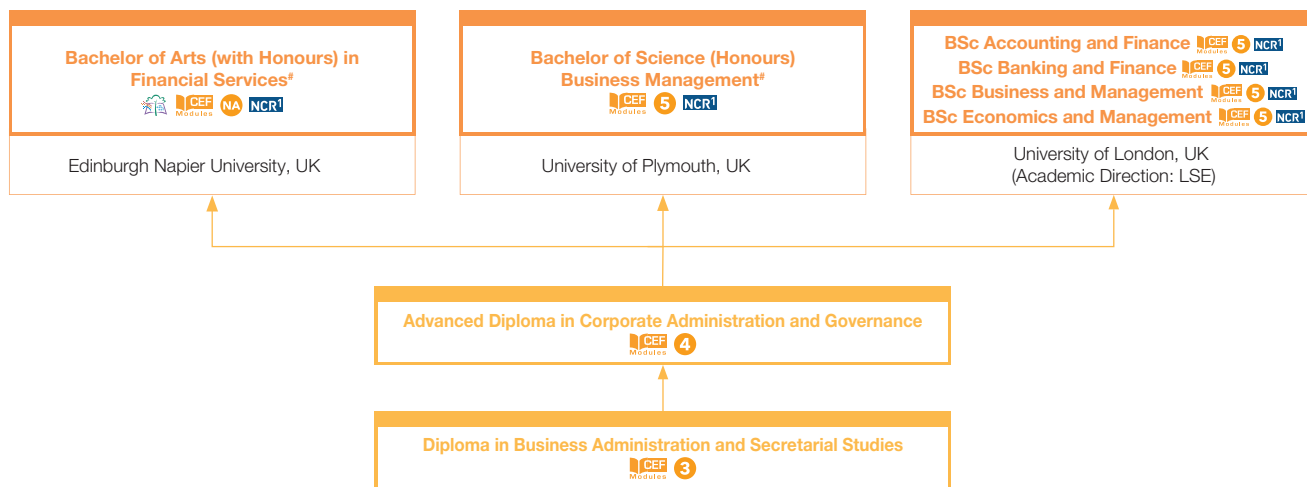 Bachelor of Arts (with Honours) in
Financial Services#
CEF Modules NA NCR1
Edinburgh Napier University, UK
Bachelor of Science (Honours)
Business Management#
CEF Modules 5 NCR1
University of Plymouth, UK
BSc Accounting and Finance CEF Modules 5 NCR1
BSc Banking and Finance CEF Modules 5 NCR1
BSc Business and Management CEF Modules 5 NCR1
BSc Economics and Management CEF Modules 5 NCR1
University of London, UK
(Academic Direction: LSE)
Advanced Diploma in Corporate Administration and Governance
CEF Modules 4
Diploma in Business Administration and Secretarial Studies
CEF Modules 3